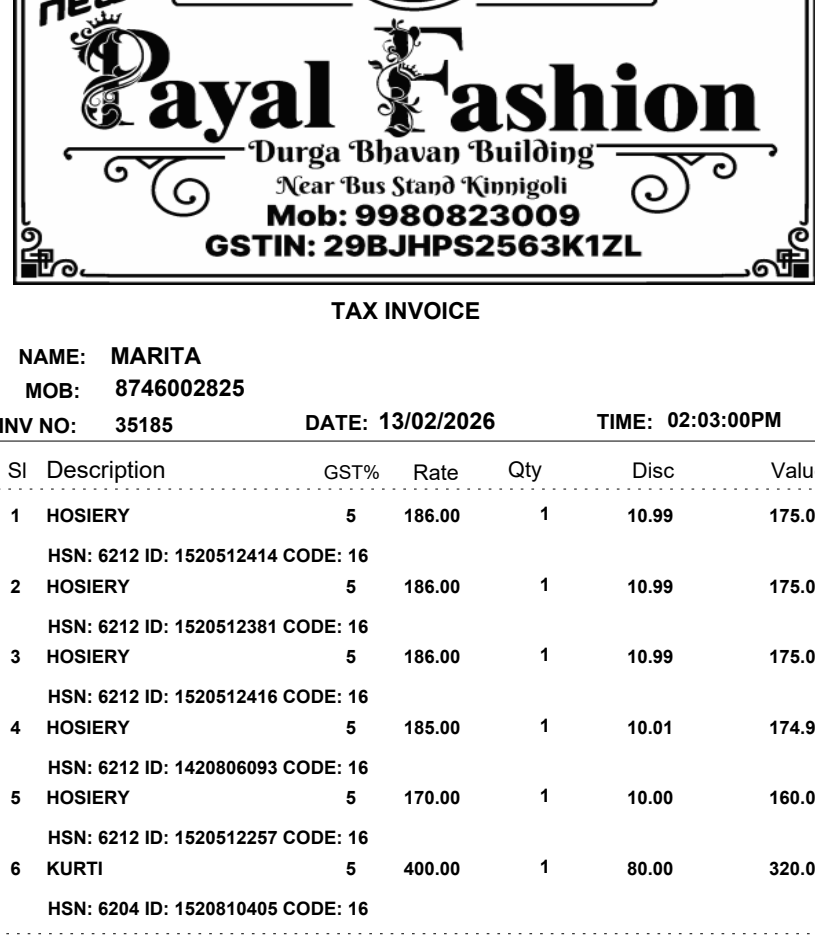 new
Payal Fashion
Durga Bhavan Building
Near Bus Stand Kinnigoli
Mob: 9980823009
GSTIN: 29BJHPS2563K1ZL
TAX INVOICE
NAME: MARITA
MOB: 8746002825
INV NO: 35185 DATE: 13/02/2026 TIME: 02:03:00PM
Sl Description GST% Rate Qty Disc Valu
1 HOSIERY 5 186.00 1 10.99 175.0
HSN: 6212 ID: 1520512414 CODE: 16
2 HOSIERY 5 186.00 1 10.99 175.0
HSN: 6212 ID: 1520512381 CODE: 16
3 HOSIERY 5 186.00 1 10.99 175.0
HSN: 6212 ID: 1520512416 CODE: 16
4 HOSIERY 5 185.00 1 10.01 174.9
HSN: 6212 ID: 1420806093 CODE: 16
5 HOSIERY 5 170.00 1 10.00 160.0
HSN: 6212 ID: 1520512257 CODE: 16
6 KURTI 5 400.00 1 80.00 320.0
HSN: 6204 ID: 1520810405 CODE: 16